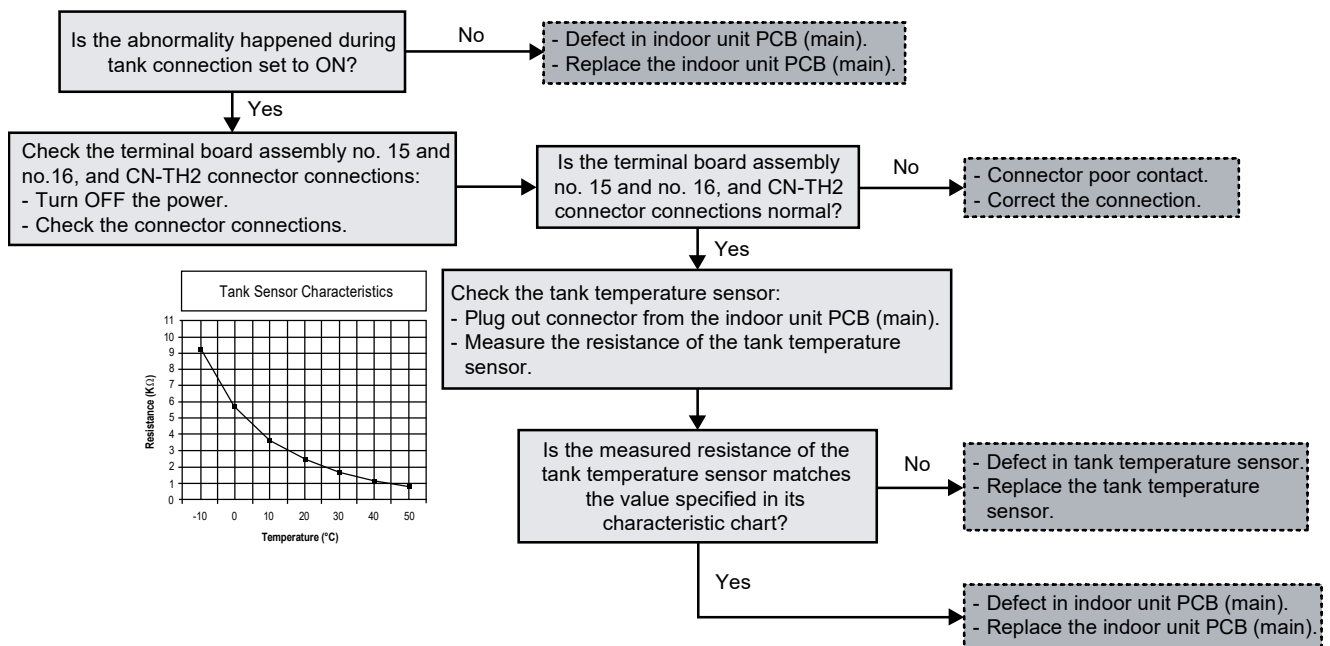 Is the abnormality happened during
tank connection set to ON?
No
- Defect in indoor unit PCB (main).
- Replace the indoor unit PCB (main).
Yes
Check the terminal board assembly no. 15 and
no.16, and CN-TH2 connector connections:
- Turn OFF the power.
- Check the connector connections.
Is the terminal board assembly
no. 15 and no. 16, and CN-TH2
connector connections normal?
No
- Connector poor contact.
- Correct the connection.
Yes
Check the tank temperature sensor:
- Plug out connector from the indoor unit PCB (main).
- Measure the resistance of the tank temperature
sensor.
Tank Sensor Characteristics
Resistance (KΩ)
11
10
9
8
7
6
5
4
3
2
1
0
-10 0 10 20 30 40 50
Temperature (°C)
Is the measured resistance of the
tank temperature sensor matches
the value specified in its
characteristic chart?
No
- Defect in tank temperature sensor.
- Replace the tank temperature
sensor.
Yes
- Defect in indoor unit PCB (main).
- Replace the indoor unit PCB (main).